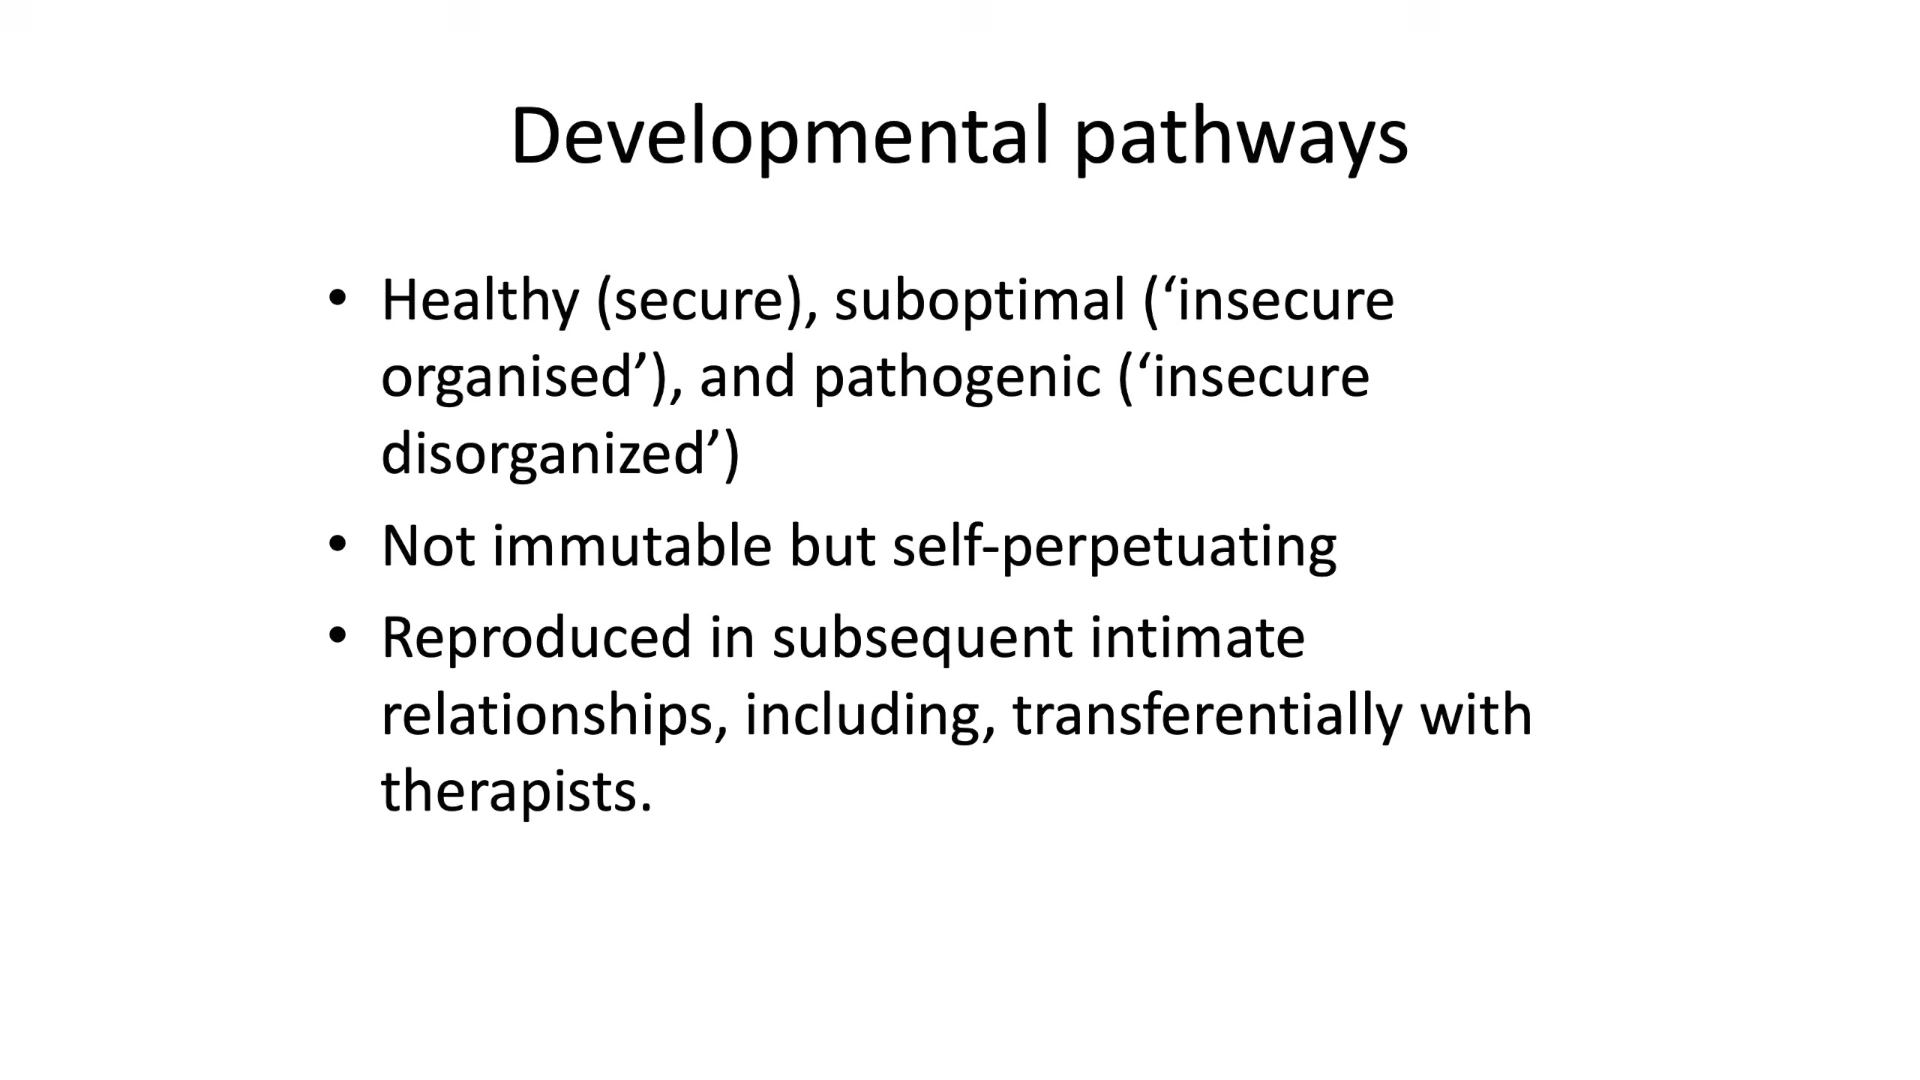 Developmental pathways
• Healthy (secure), suboptimal (‘insecure
organised’), and pathogenic (‘insecure
disorganized’)
• Not immutable but self-perpetuating
• Reproduced in subsequent intimate
relationships, including, transferentially with
therapists.